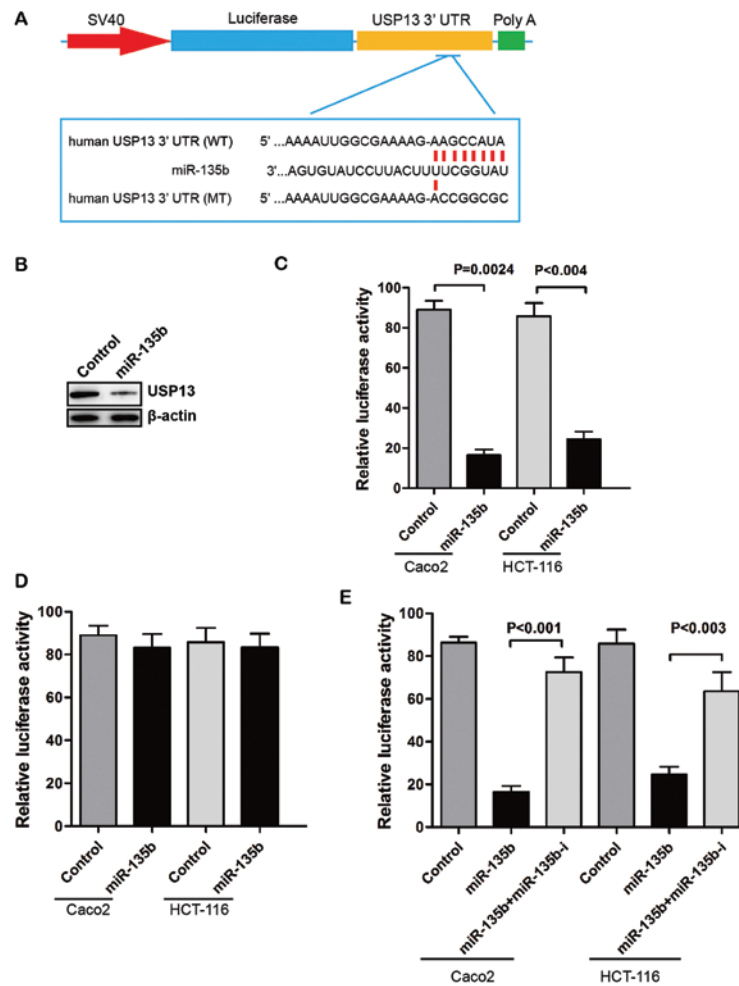 A
SV40 Luciferase USP13 3' UTR Poly A
human USP13 3' UTR (WT) 5' ...AAAAUUGGCGAAAAG-AAGCCAUA
miR-135b 3'...AGUGUAUCCUUACUUUUCGGUAU
human USP13 3' UTR (MT) 5' ...AAAAUUGGCGAAAAG-ACCGGCGC
B
Control miR-135b
USP13
β-actin
C
P=0.0024 P<0.004
Relative luciferase activity
100
80
60
40
20
0
Control miR-135b Control miR-135b
Caco2 HCT-116
D
Relative luciferase activity
100
80
60
40
20
0
Control miR-135b Control miR-135b
Caco2 HCT-116
E
P<0.001 P<0.003
Relative luciferase activity
100
80
60
40
20
0
Control miR-135b miR-135b+miR-135b-i Control miR-135b miR-135b+miR-135b-i
Caco2 HCT-116